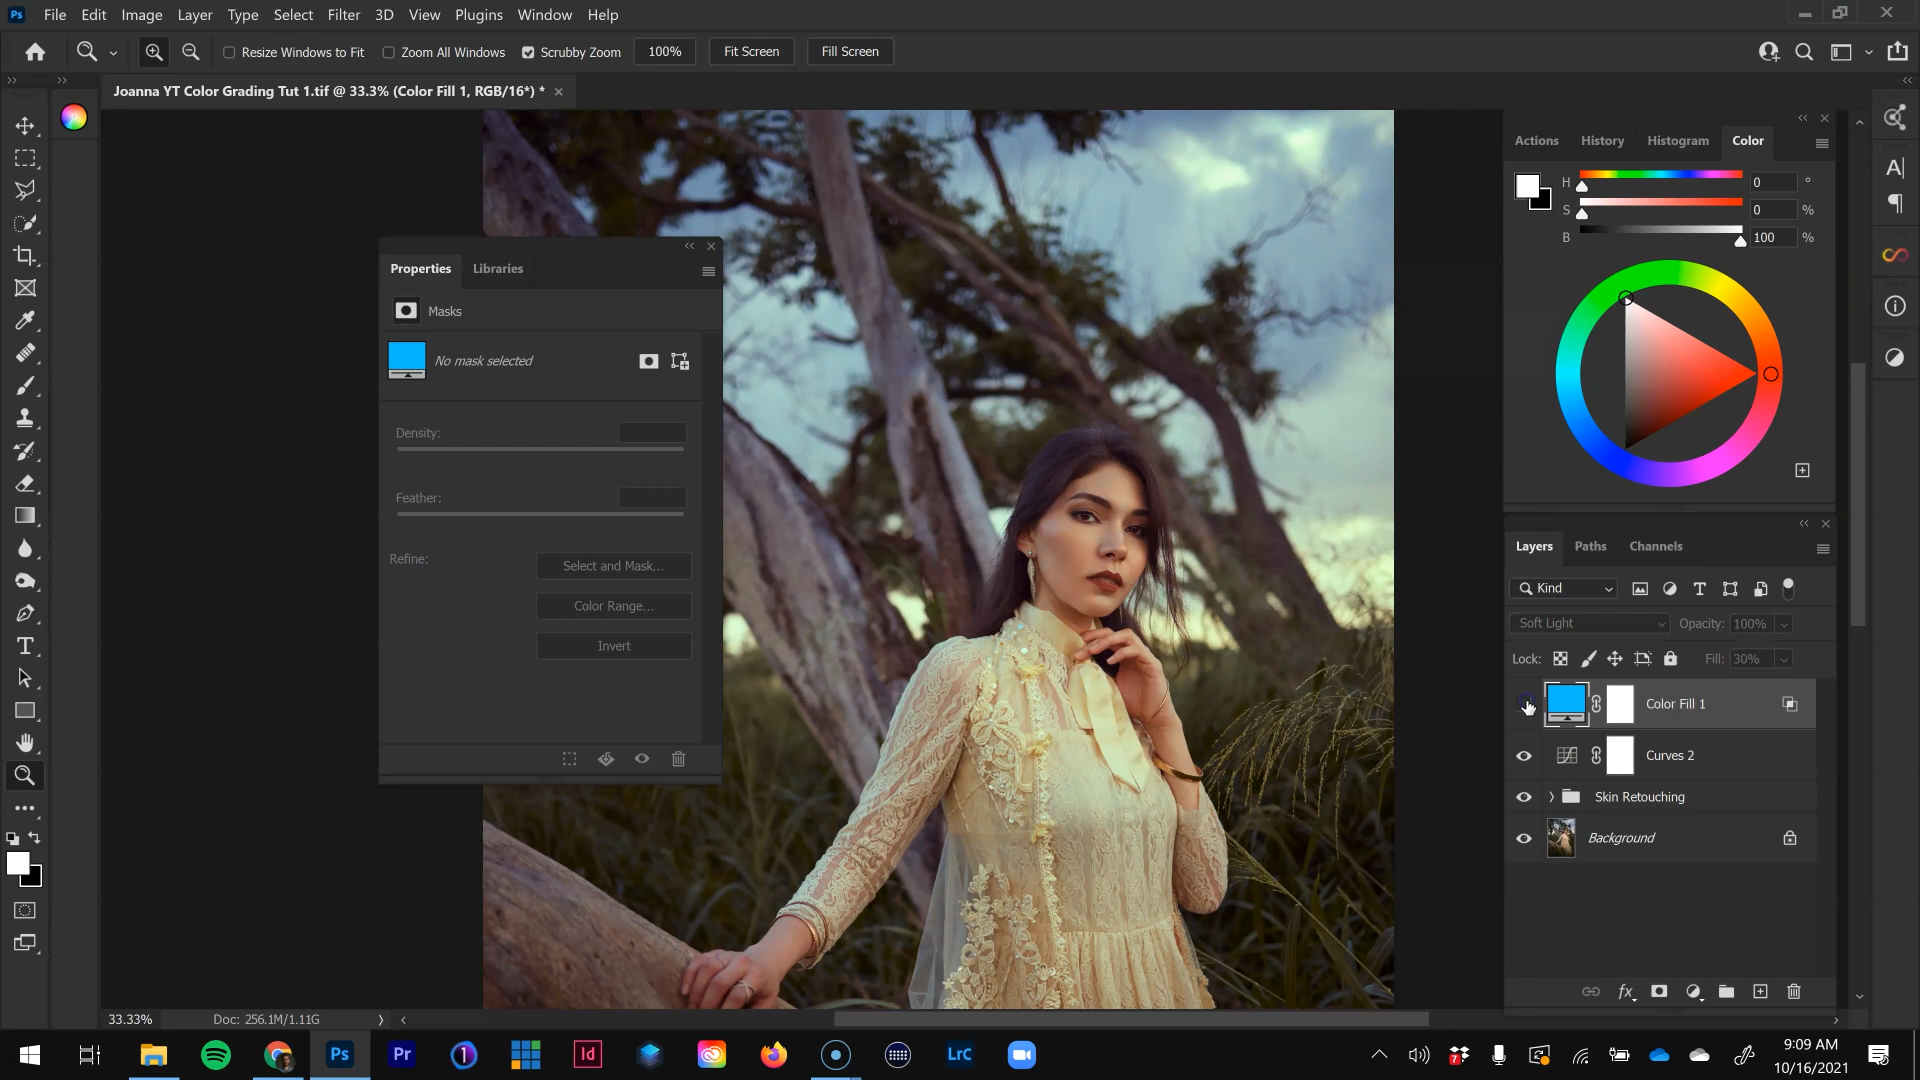 Ps File Edit Image Layer Type Select Filter 3D View Plugins Window Help
Resize Windows to Fit Zoom All Windows Scrubby Zoom 100% Fit Screen Fill Screen
Joanna YT Color Grading Tut 1.tif @ 33.3% (Color Fill 1, RGB/16*) *
Properties Libraries
Masks
No mask selected
Density:
Feather:
Refine: Select and Mask...
Color Range...
Invert
Actions History Histogram Color
H 0 °
S 0 %
B 100 %
Layers Paths Channels
Kind
Soft Light Opacity: 100%
Lock: Fill: 30%
Color Fill 1
Curves 2
Skin Retouching
Background
fx
33.33% Doc: 256.1M/1.11G
Ps Pr Id LrC
7
9:09 AM
10/16/2021